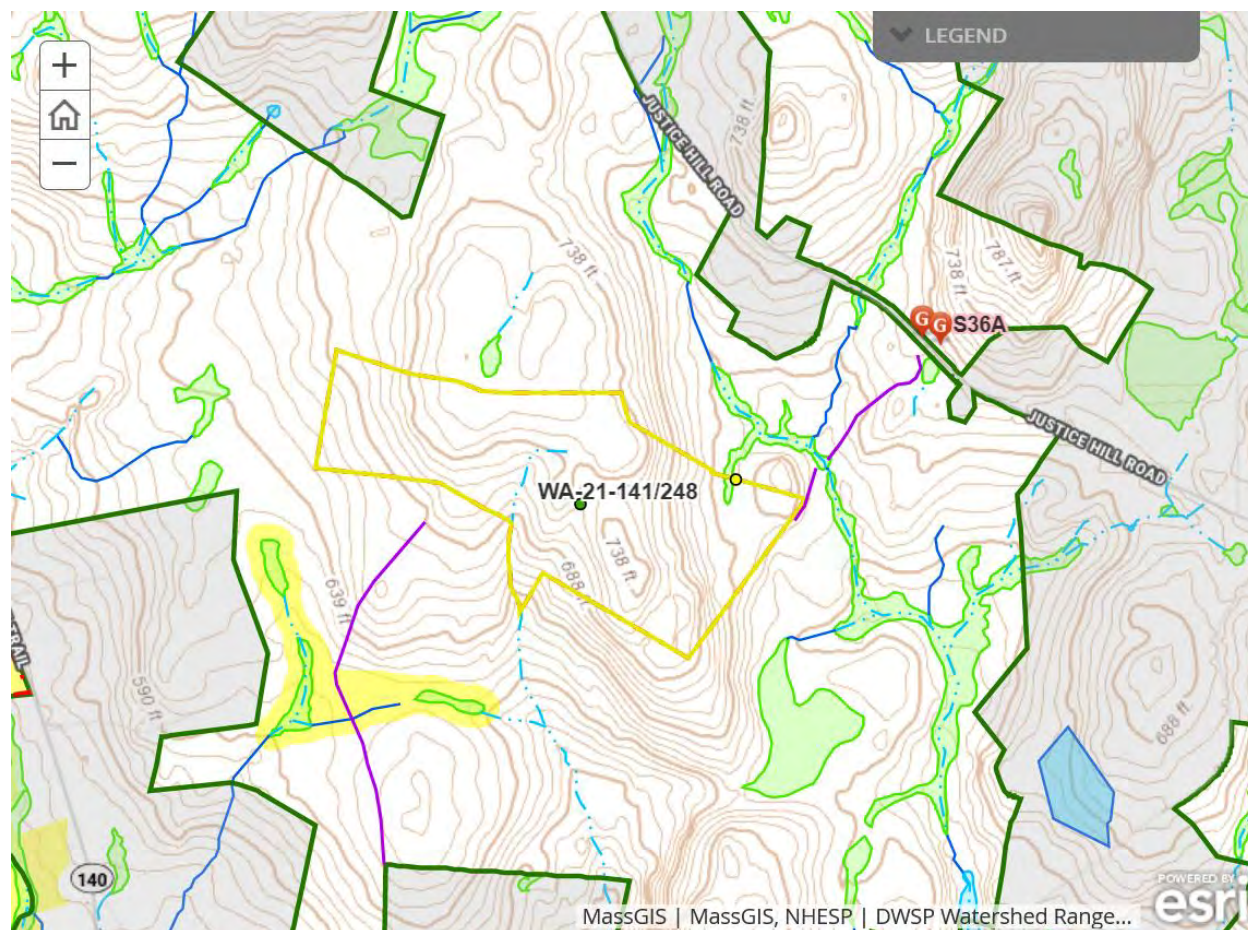 LEGEND
+
−
JUSTICE HILL ROAD
738 ft
738 ft
738 ft
787 ft
G G S36A
JUSTICE HILL ROAD
WA-21-141/248
738 ft
688 ft
639 ft
590 ft
688 ft
140
POWERED BY
esri
MassGIS | MassGIS, NHESP | DWSP Watershed Range...